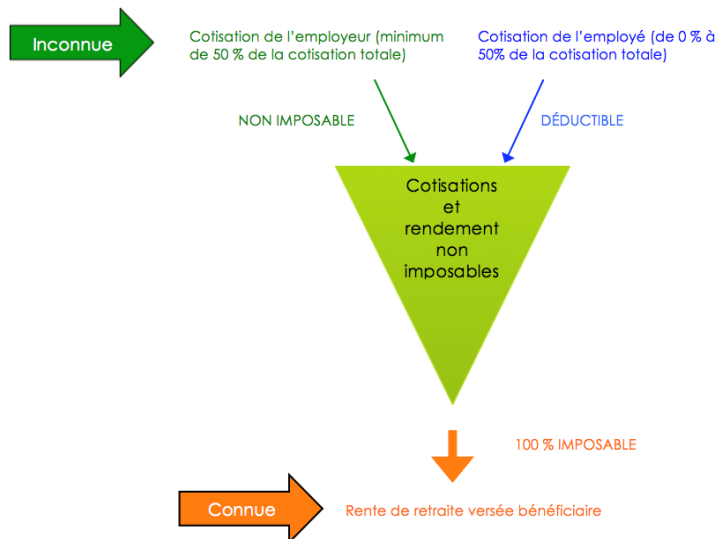 Inconnue
Cotisation de l'employeur (minimum
de 50 % de la cotisation totale)
Cotisation de l'employé (de 0 % à
50% de la cotisation totale)
NON IMPOSABLE
DÉDUCTIBLE
Cotisations
et
rendement
non
imposables
100 % IMPOSABLE
Connue
Rente de retraite versée bénéficiaire